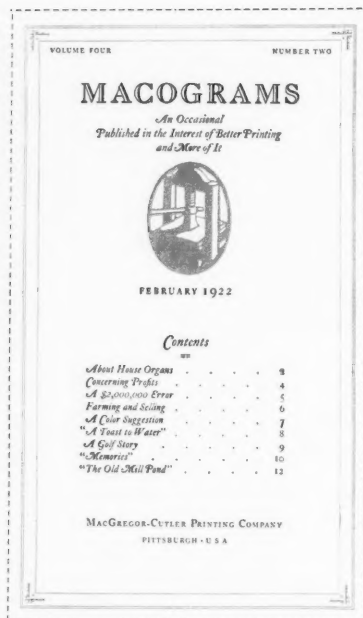 VOLUME FOUR NUMBER TWO
MACOGRAMS
An Occasional
Published in the Interest of Better Printing
and More of It
FEBRUARY 1922
Contents
About House Organs . . . . 2
Concerning Profits . . . . 4
A $2,000,000 Error . . . . 5
Farming and Selling . . . . 6
A Color Suggestion . . . . 7
"A Toast to Water" . . . . 8
A Golf Story . . . . 9
"Memories" . . . . 10
"The Old Mill Pond" . . . . 12
MACGREGOR-CUTLER PRINTING COMPANY
PITTSBURGH · USA